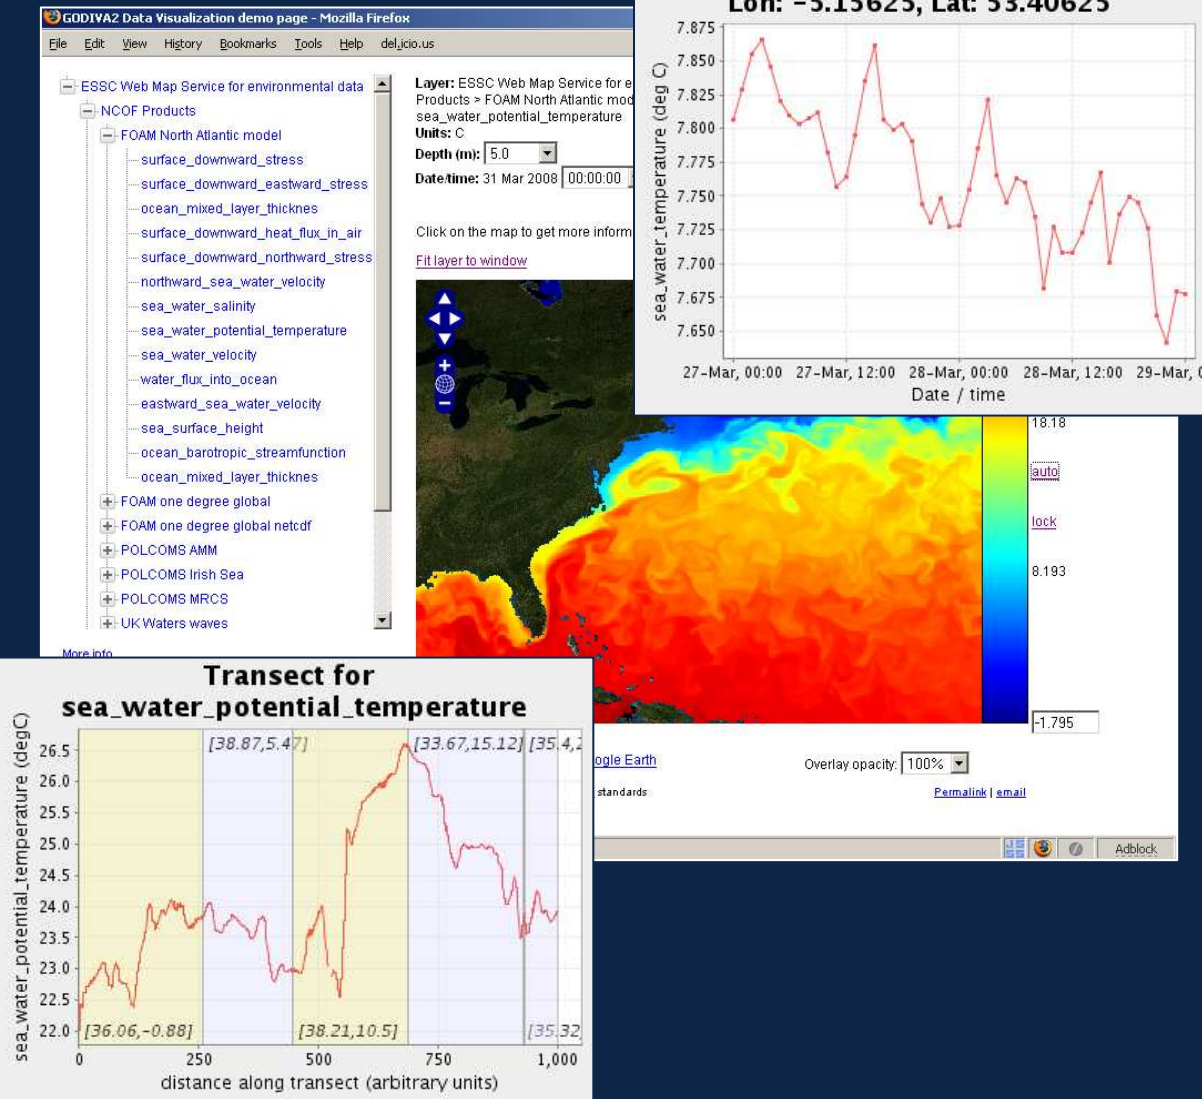 GODIVA2 Data Visualization demo page - Mozilla Firefox
File Edit View History Bookmarks Tools Help del.icio.us
ESSC Web Map Service for environmental data
NCOF Products
FOAM North Atlantic model
surface_downward_stress
surface_downward_eastward_stress
ocean_mixed_layer_thicknes
surface_downward_heat_flux_in_air
surface_downward_northward_stress
northward_sea_water_velocity
sea_water_salinity
sea_water_potential_temperature
sea_water_velocity
water_flux_into_ocean
eastward_sea_water_velocity
sea_surface_height
ocean_barotropic_streamfunction
ocean_mixed_layer_thicknes
FOAM one degree global
FOAM one degree global netcdf
POLCOMS AMM
POLCOMS Irish Sea
POLCOMS MRCS
UK Waters waves
More info
Layer: ESSC Web Map Service for e
Products > FOAM North Atlantic mod
sea_water_potential_temperature
Units: C
Depth (m): 5.0
Date/time: 31 Mar 2008 00:00:00
Click on the map to get more inform
Fit layer to window
Lon: -5.15625, Lat: 53.40625
sea_water_temperature (deg C)
7.875
7.850
7.825
7.800
7.775
7.750
7.725
7.700
7.675
7.650
27-Mar, 00:00 27-Mar, 12:00 28-Mar, 00:00 28-Mar, 12:00 29-Mar,
Date / time
18.18
auto
lock
8.193
-1.795
ogle Earth
Overlay opacity: 100%
standards
Permalink | email
Adblock
Transect for
sea_water_potential_temperature
sea_water_potential_temperature (degC)
26.5
26.0
25.5
25.0
24.5
24.0
23.5
23.0
22.5
22.0
[38.87,5.47] [33.67,15.12] [35.4,2
[36.06,-0.88] [38.21,10.5] [35.32,
0 250 500 750 1,000
distance along transect (arbitrary units)